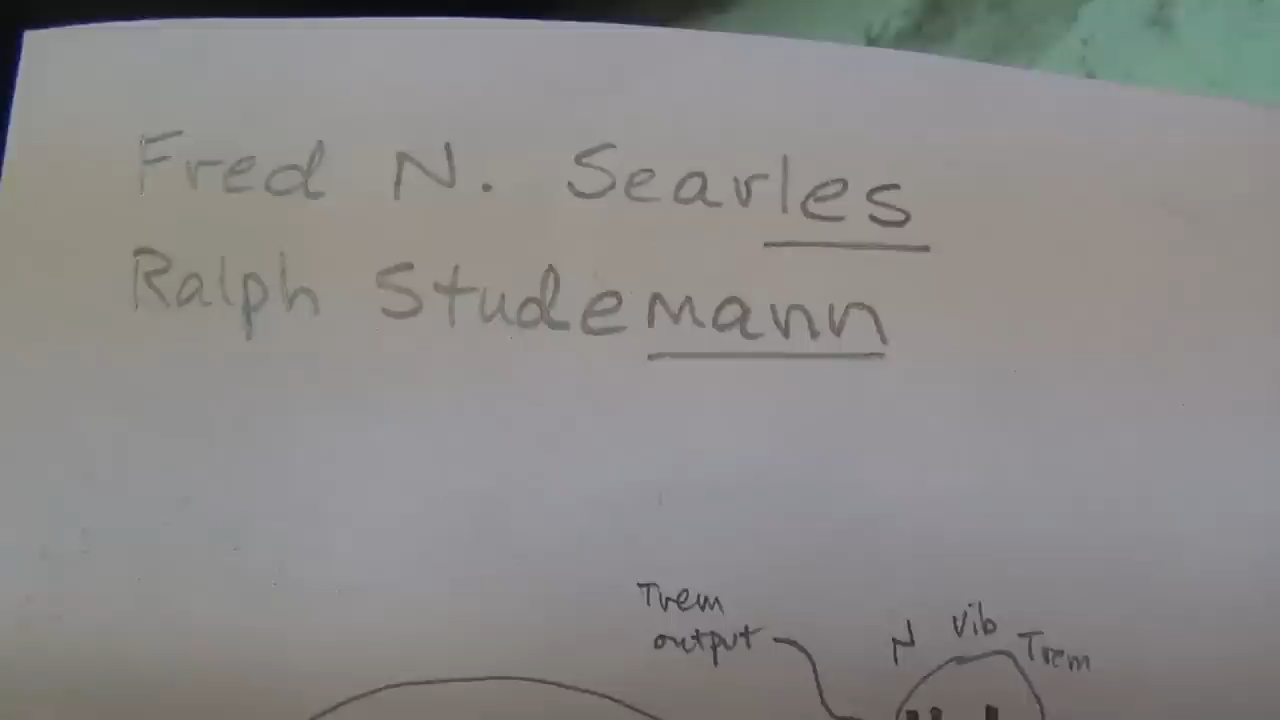 Fred N. Searles
Ralph Studemann
Trem
output
N Vib Trem